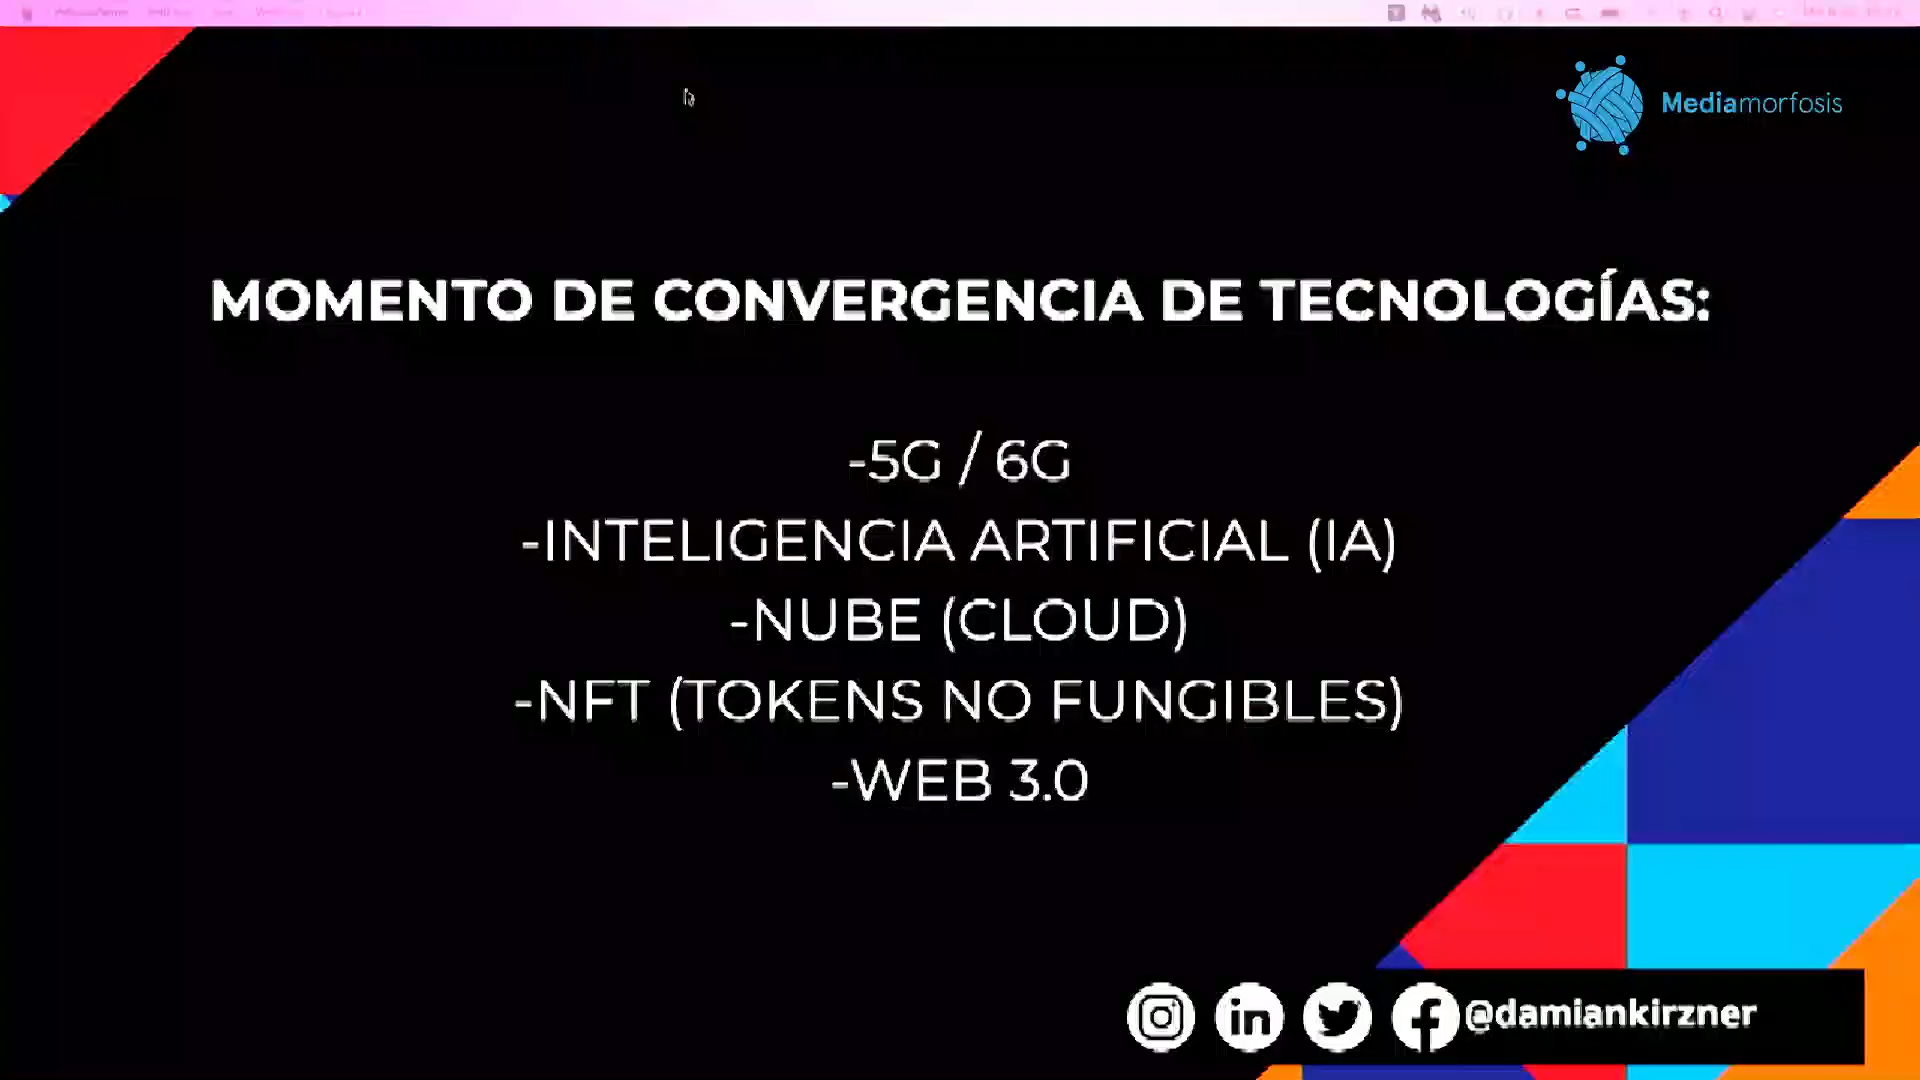 Mediamorfosis
MOMENTO DE CONVERGENCIA DE TECNOLOGÍAS:
-5G / 6G
-INTELIGENCIA ARTIFICIAL (IA)
-NUBE (CLOUD)
-NFT (TOKENS NO FUNGIBLES)
-WEB 3.0
@damiankirzner